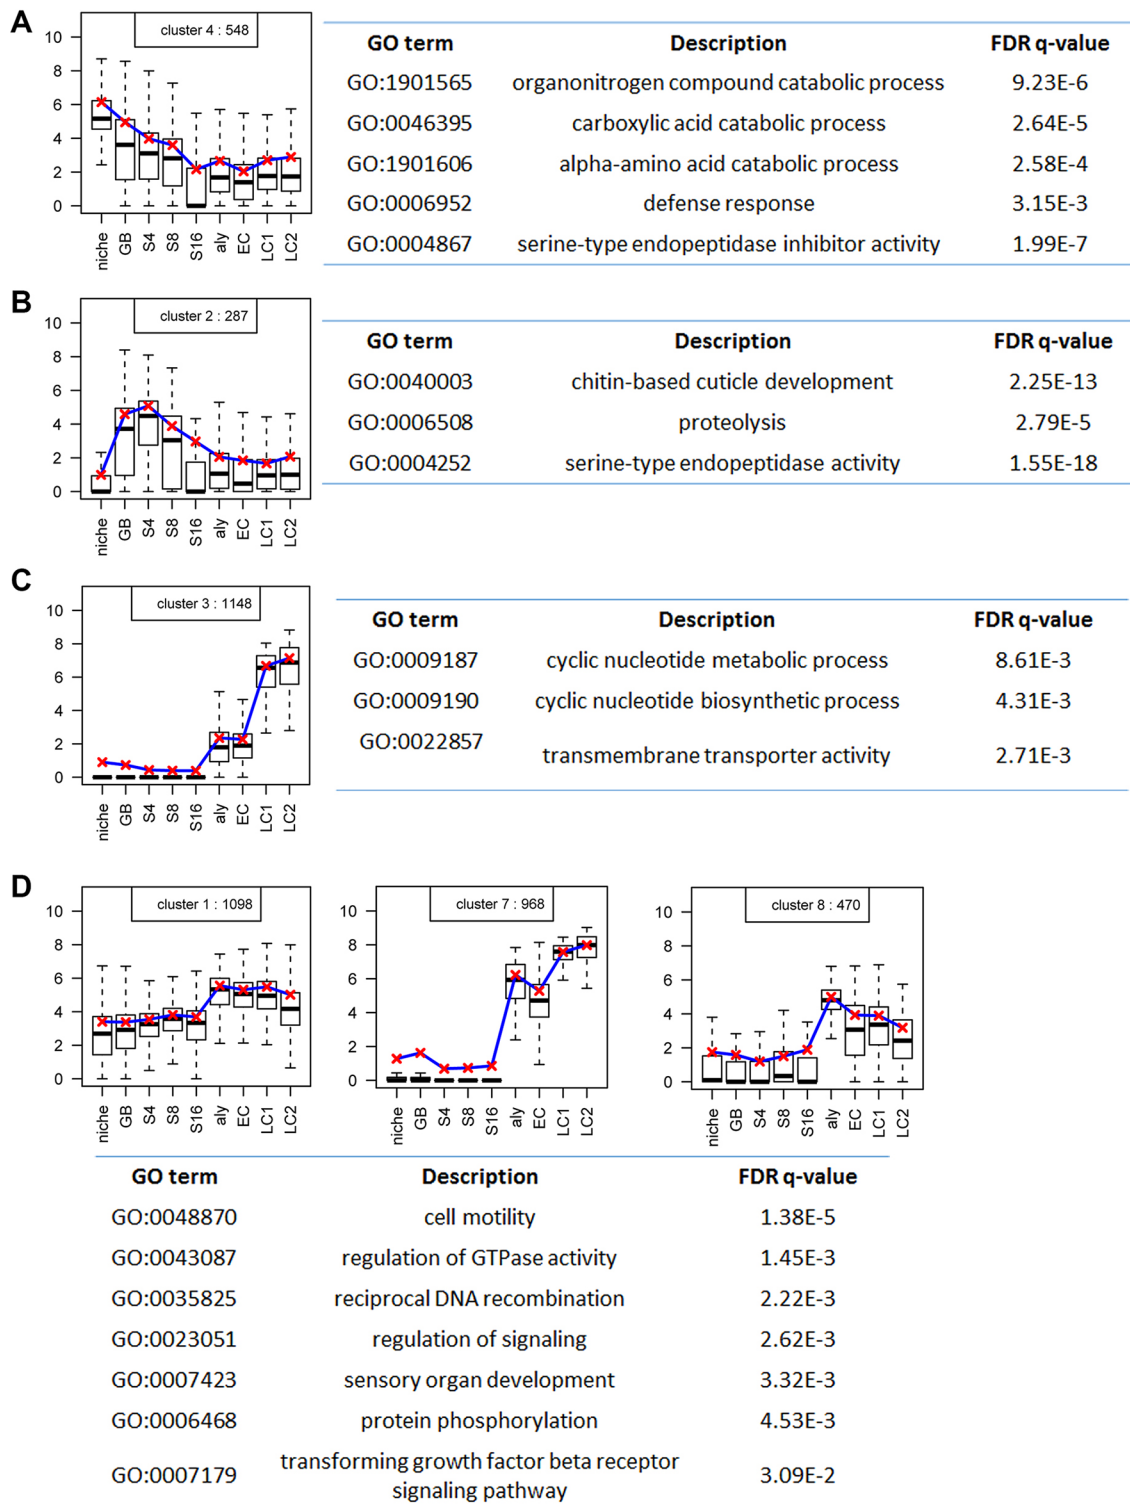 A
cluster 4 : 548
10
8
6
4
2
0
niche GB S4 S8 S16 aly EC LC1 LC2
GO term Description FDR q-value
GO:1901565 organonitrogen compound catabolic process 9.23E-6
GO:0046395 carboxylic acid catabolic process 2.64E-5
GO:1901606 alpha-amino acid catabolic process 2.58E-4
GO:0006952 defense response 3.15E-3
GO:0004867 serine-type endopeptidase inhibitor activity 1.99E-7
B
cluster 2 : 287
10
8
6
4
2
0
niche GB S4 S8 S16 aly EC LC1 LC2
GO term Description FDR q-value
GO:0040003 chitin-based cuticle development 2.25E-13
GO:0006508 proteolysis 2.79E-5
GO:0004252 serine-type endopeptidase activity 1.55E-18
C
cluster 3 : 1148
10
8
6
4
2
0
niche GB S4 S8 S16 aly EC LC1 LC2
GO term Description FDR q-value
GO:0009187 cyclic nucleotide metabolic process 8.61E-3
GO:0009190 cyclic nucleotide biosynthetic process 4.31E-3
GO:0022857 transmembrane transporter activity 2.71E-3
D
cluster 1 : 1098
10
8
6
4
2
0
niche GB S4 S8 S16 aly EC LC1 LC2
cluster 7 : 968
10
8
6
4
2
0
niche GB S4 S8 S16 aly EC LC1 LC2
cluster 8 : 470
10
8
6
4
2
0
niche GB S4 S8 S16 aly EC LC1 LC2
GO term Description FDR q-value
GO:0048870 cell motility 1.38E-5
GO:0043087 regulation of GTPase activity 1.45E-3
GO:0035825 reciprocal DNA recombination 2.22E-3
GO:0023051 regulation of signaling 2.62E-3
GO:0007423 sensory organ development 3.32E-3
GO:0006468 protein phosphorylation 4.53E-3
GO:0007179 transforming growth factor beta receptor signaling pathway 3.09E-2